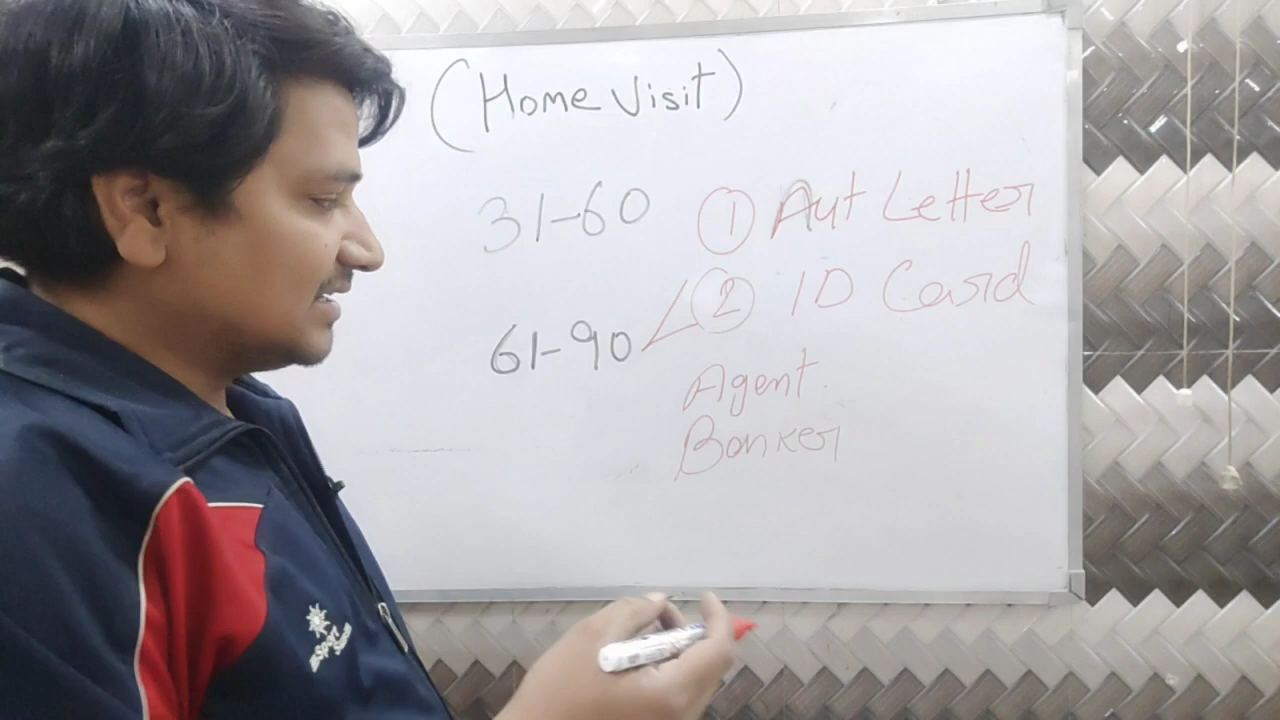 (Home Visit)
31-60
① Aut Letter
② ID Card
61-90
Agent
Banker